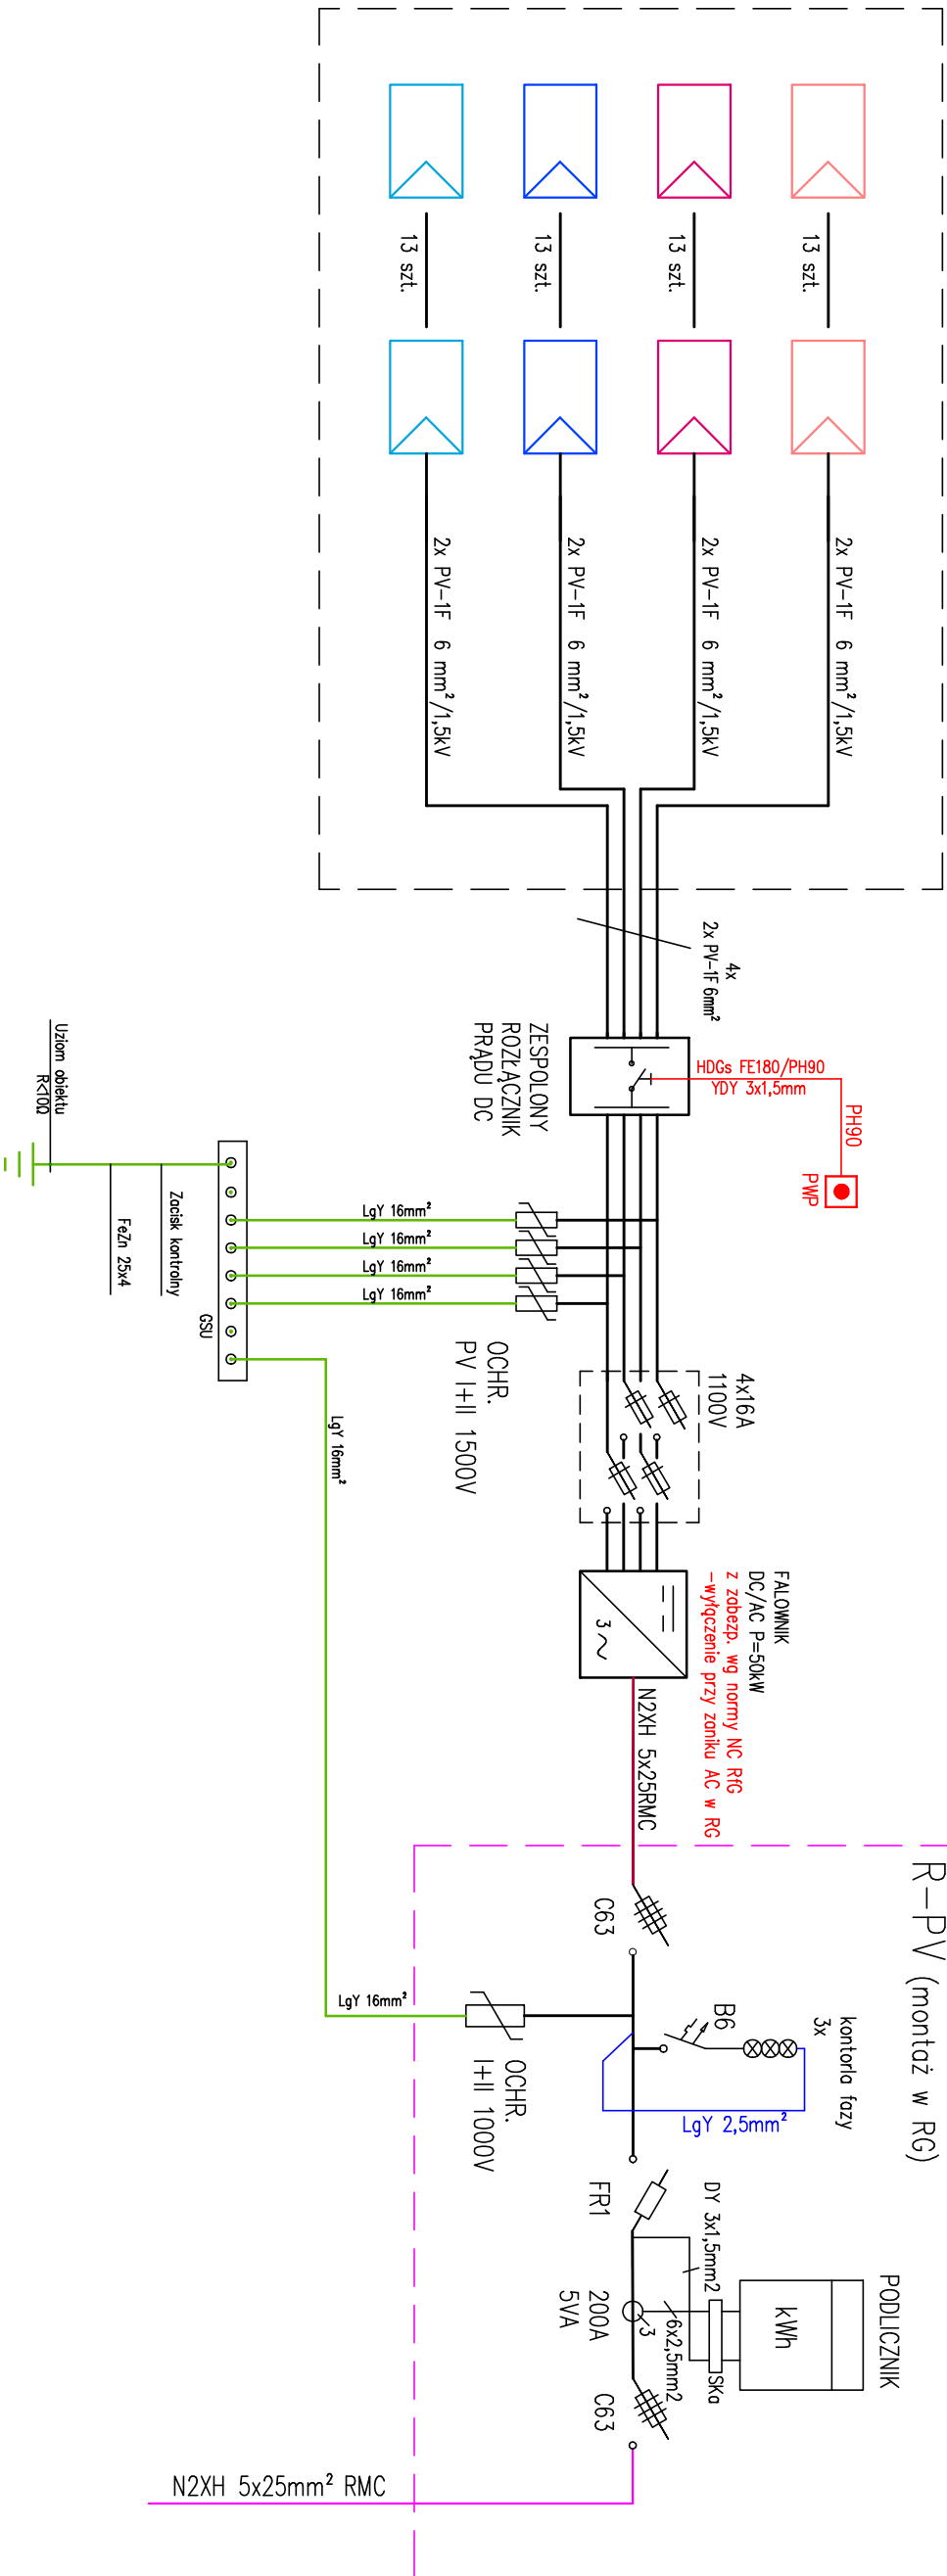 13 szt.
13 szt.
13 szt.
13 szt.
2x PV-1F 6 mm²/1,5kV
2x PV-1F 6 mm²/1,5kV
2x PV-1F 6 mm²/1,5kV
2x PV-1F 6 mm²/1,5kV
4x
2x PV-1F 6mm²
ZESPOLONY
ROZŁĄCZNIK
PRĄDU DC
HDGs FE180/PH90
YDY 3x1,5mm
PH90
PWP
Uziom obiektu
R<10Ω
Zacisk kontrolny
FeZn 25x4
GSU
LgY 16mm²
LgY 16mm²
LgY 16mm²
LgY 16mm²
OCHR.
PV I+II 1500V
4x16A
1100V
LgY 16mm²
FALOWNIK
DC/AC P=50kW
z zabezp. wg normy NC RfG
-wyłączenie przy zaniku AC w RG
3
N2XH 5x25RMC
R-PV (montaż w RG)
C63
LgY 16mm²
OCHR.
I+II 1000V
B6
kontorla fazy
3x
LgY 2,5mm²
FR1
DY 3x1,5mm2
200A
5VA
3
6x2,5mm2
SKa
kWh
PODLICZNIK
C63
N2XH 5x25mm² RMC